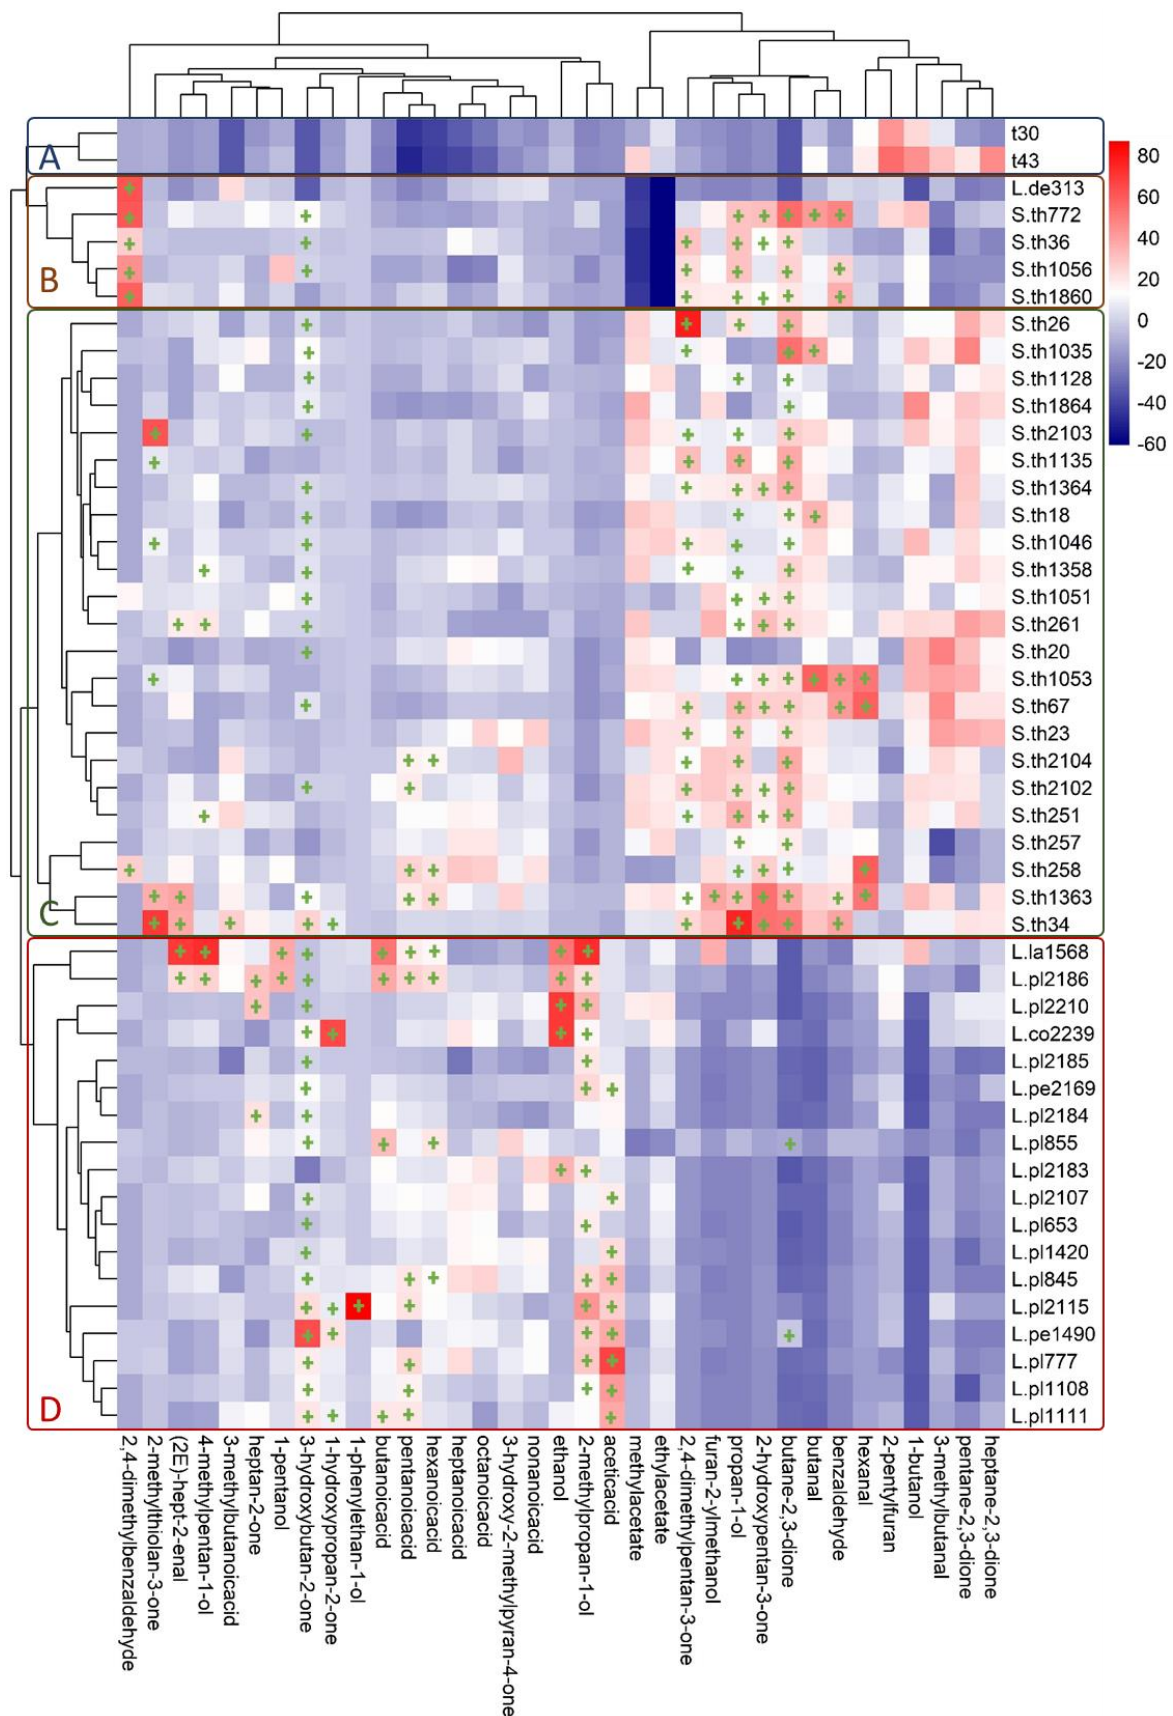 A
B
C
D
t30
t43
L.de313
S.th772
S.th36
S.th1056
S.th1860
S.th26
S.th1035
S.th1128
S.th1864
S.th2103
S.th1135
S.th1364
S.th18
S.th1046
S.th1358
S.th1051
S.th261
S.th20
S.th1053
S.th67
S.th23
S.th2104
S.th2102
S.th251
S.th257
S.th258
S.th1363
S.th34
L.la1568
L.pl2186
L.pl2210
L.co2239
L.pl2185
L.pe2169
L.pl2184
L.pl855
L.pl2183
L.pl2107
L.pl653
L.pl1420
L.pl845
L.pl2115
L.pe1490
L.pl777
L.pl1108
L.pl1111
80
60
40
20
0
-20
-40
-60
2,4-dimethylbenzaldehyde
2-methylthiolan-3-one
(2E)-hept-2-enal
4-methylpentan-1-ol
3-methylbutanoicacid
heptan-2-one
1-pentanol
3-hydroxybutan-2-one
1-hydroxypropan-2-one
1-phenylethan-1-ol
butanoicacid
pentanoicacid
hexanoicacid
heptanoicacid
octanoicacid
3-hydroxy-2-methylpyran-4-one
nonanoicacid
ethanol
2-methylpropan-1-ol
aceticacid
methylacetate
ethylacetate
2,4-dimethylpentan-3-one
furan-2-ylmethanol
propan-1-ol
2-hydroxypentan-3-one
butane-2,3-dione
butanal
benzaldehyde
hexanal
2-pentylfuran
1-butanol
3-methylbutanal
pentane-2,3-dione
heptane-2,3-dione